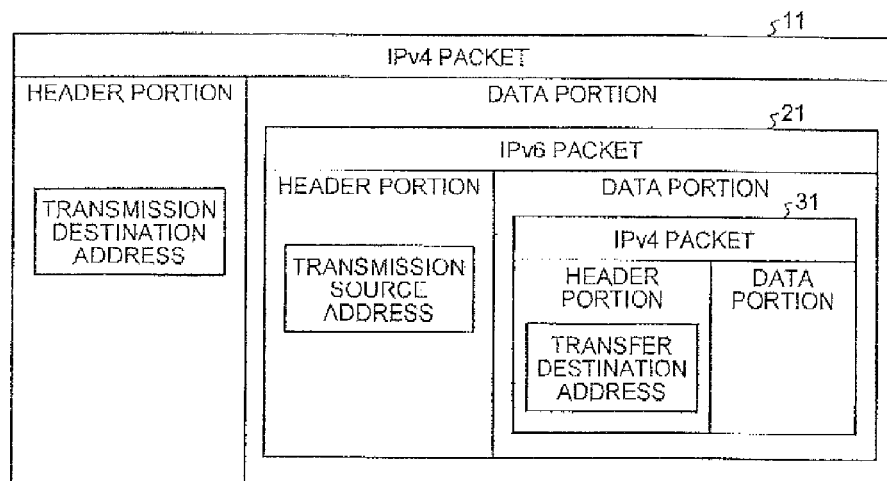 11
IPv4 PACKET
HEADER PORTION
DATA PORTION
TRANSMISSION
DESTINATION
ADDRESS
21
IPv6 PACKET
HEADER PORTION
DATA PORTION
TRANSMISSION
SOURCE
ADDRESS
31
IPv4 PACKET
HEADER
PORTION
DATA
PORTION
TRANSFER
DESTINATION
ADDRESS